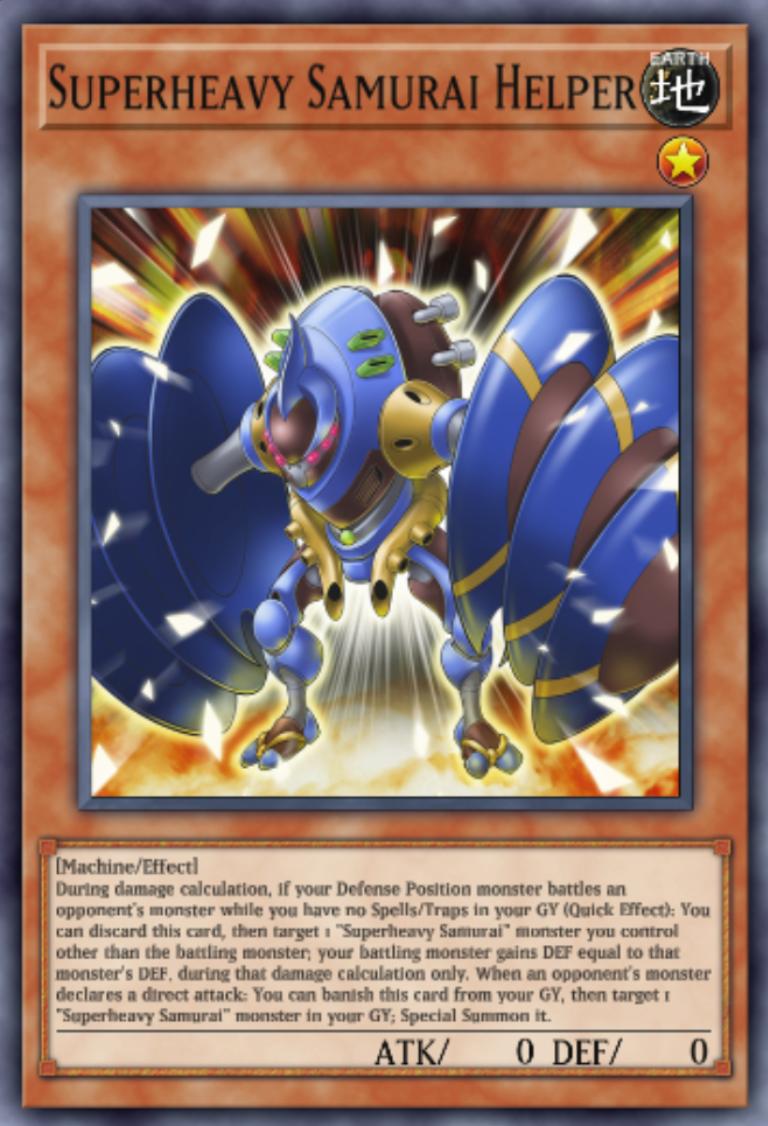 SUPERHEAVY SAMURAI HELPER
EARTH
地
[Machine/Effect]
During damage calculation, if your Defense Position monster battles an
opponent's monster while you have no Spells/Traps in your GY (Quick Effect): You
can discard this card, then target 1 "Superheavy Samurai" monster you control
other than the battling monster; your battling monster gains DEF equal to that
monster's DEF, during that damage calculation only. When an opponent's monster
declares a direct attack: You can banish this card from your GY, then target 1
"Superheavy Samurai" monster in your GY; Special Summon it.
ATK/ 0 DEF/ 0